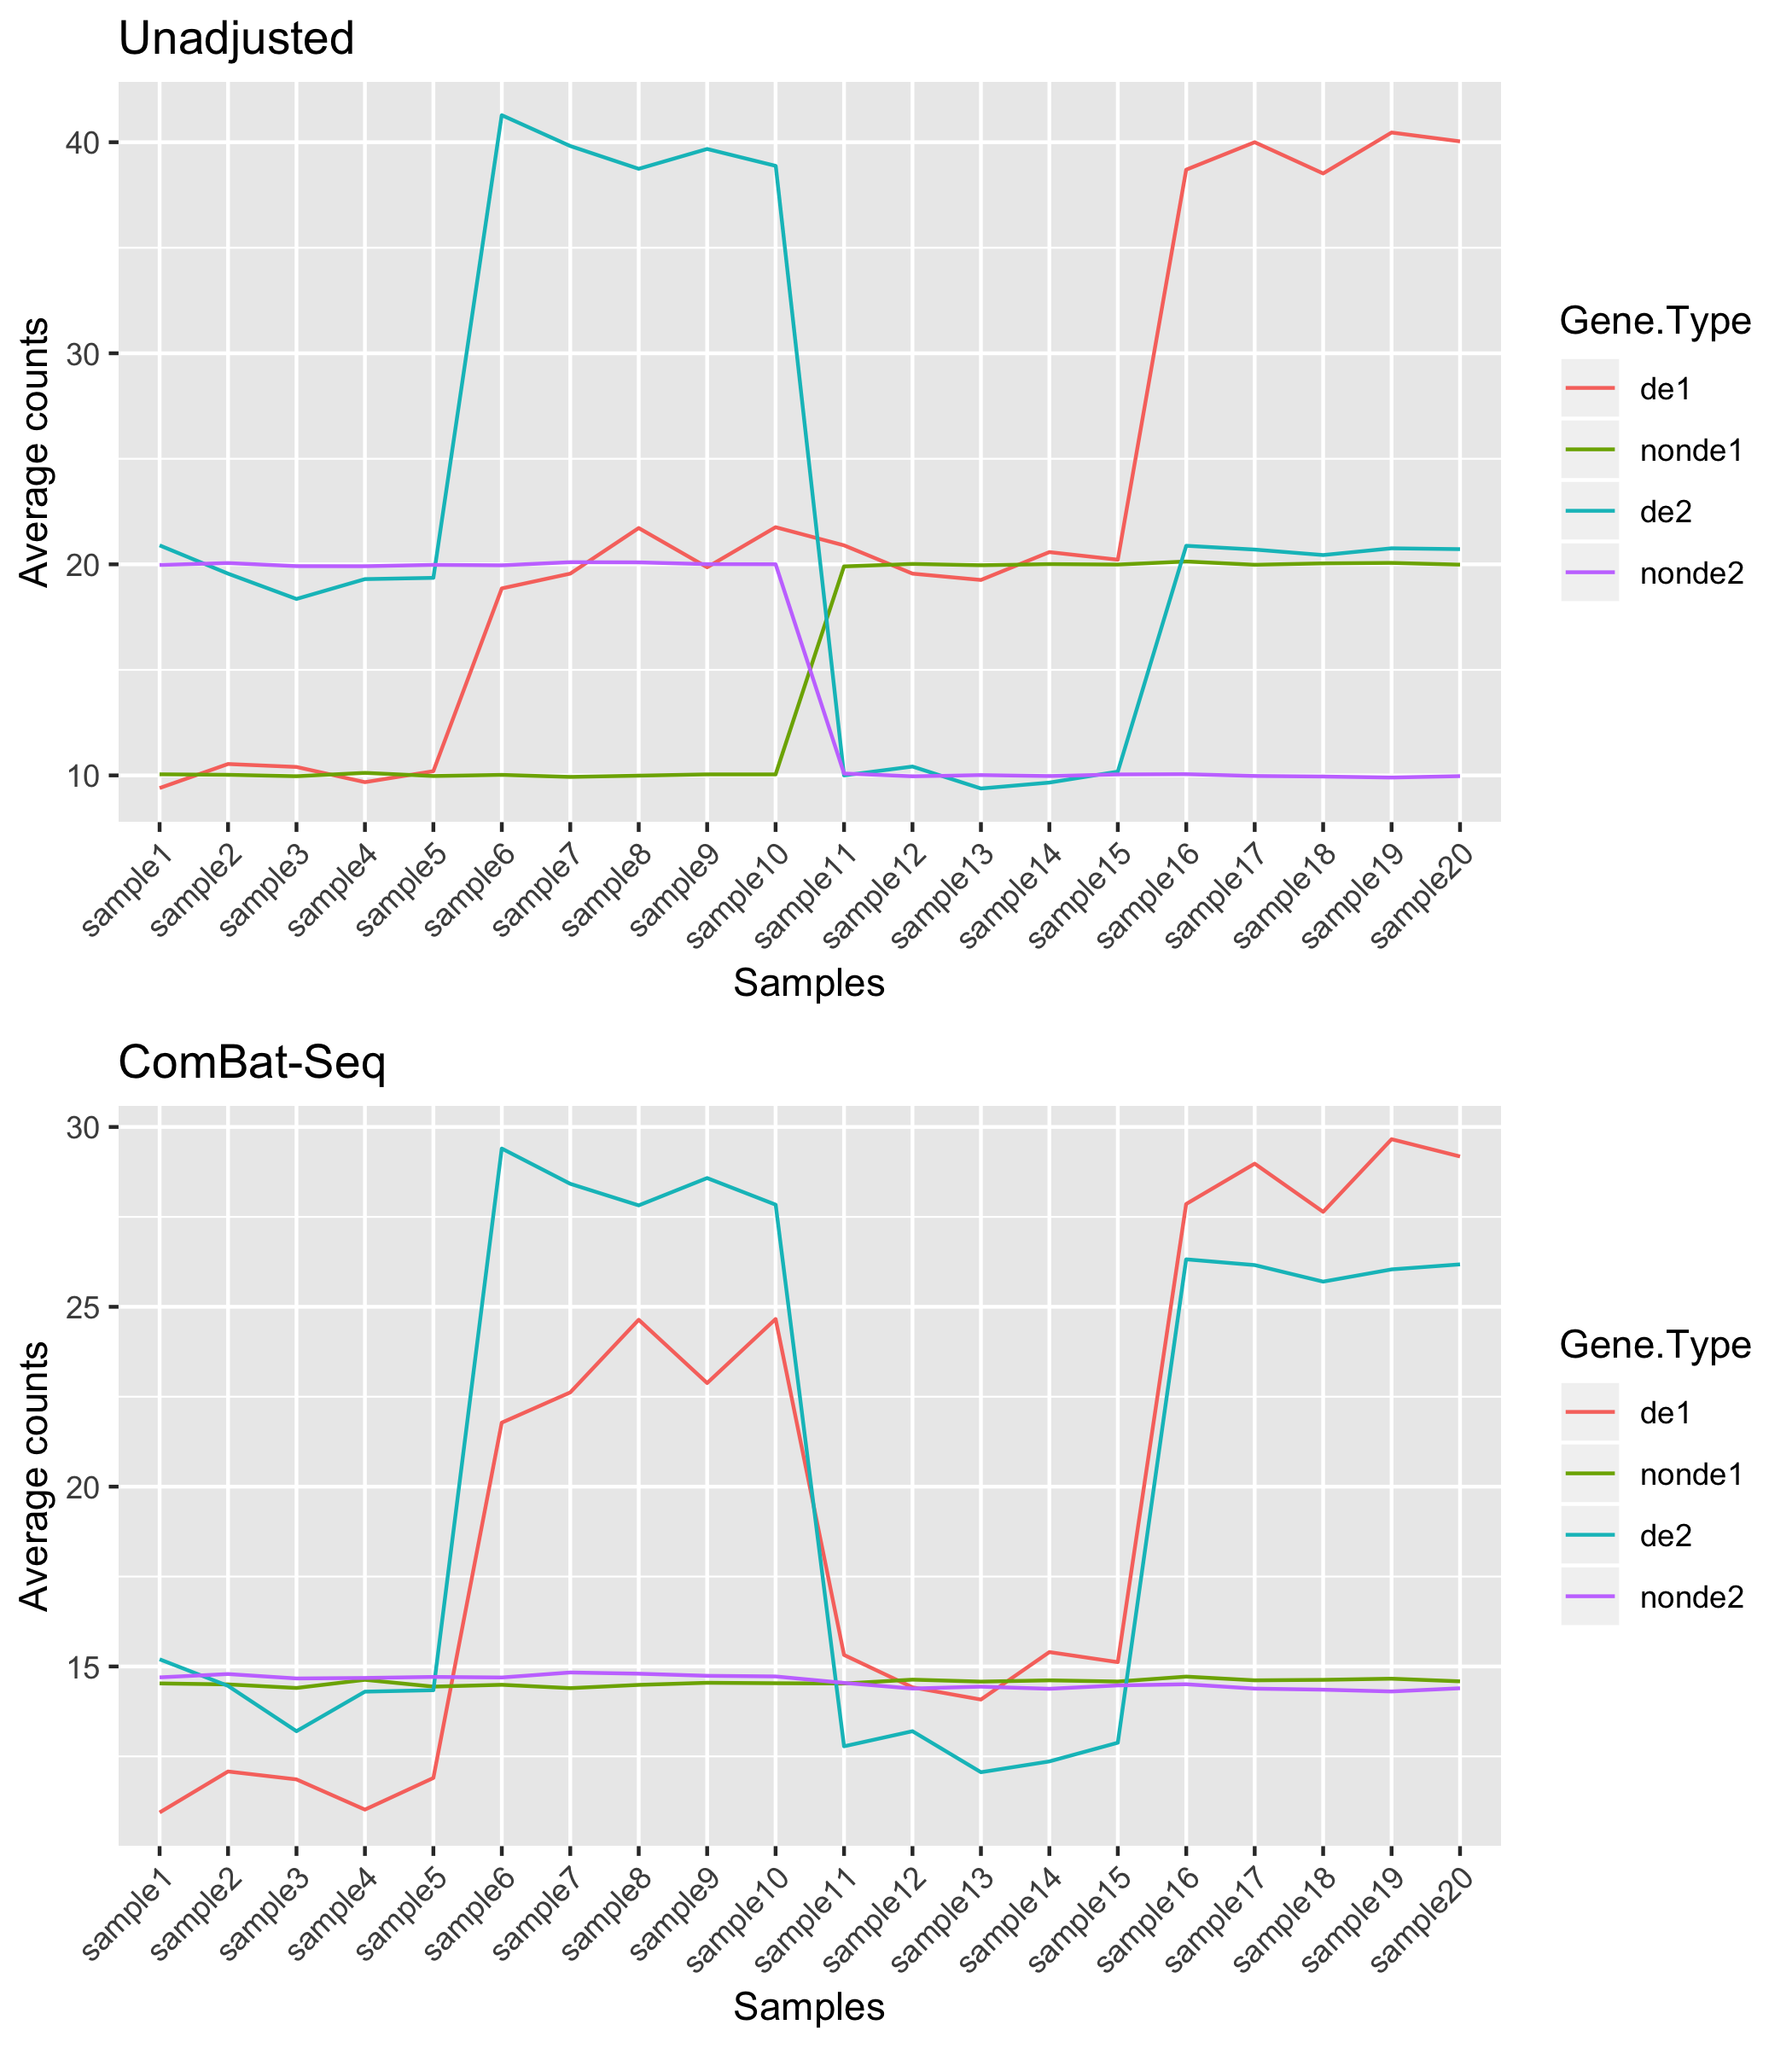 Unadjusted
Average counts
40
30
20
10
sample1
sample2
sample3
sample4
sample5
sample6
sample7
sample8
sample9
sample10
sample11
sample12
sample13
sample14
sample15
sample16
sample17
sample18
sample19
sample20
Samples
Gene.Type
de1
nonde1
de2
nonde2
ComBat-Seq
Average counts
30
25
20
15
sample1
sample2
sample3
sample4
sample5
sample6
sample7
sample8
sample9
sample10
sample11
sample12
sample13
sample14
sample15
sample16
sample17
sample18
sample19
sample20
Samples
Gene.Type
de1
nonde1
de2
nonde2